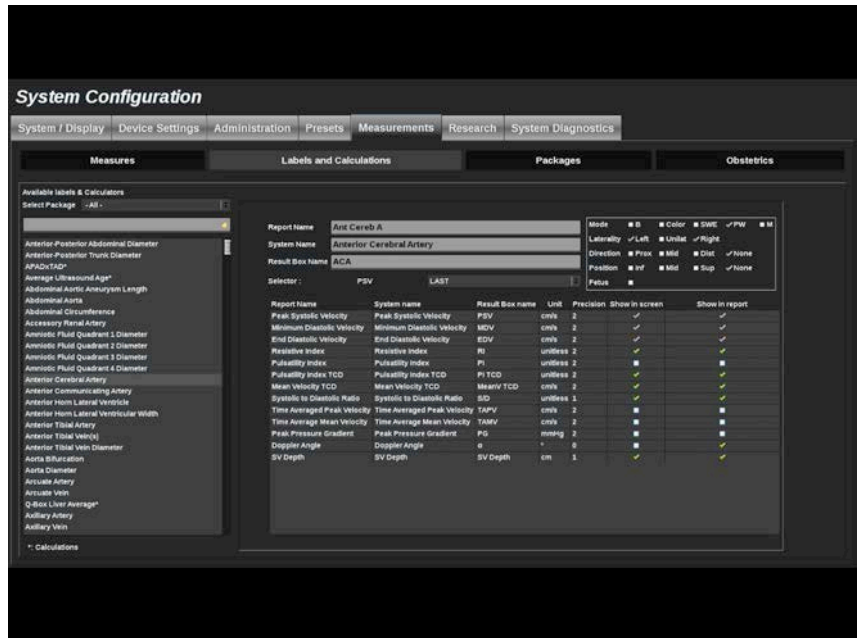 System Configuration
System / Display Device Settings Administration Presets Measurements Research System Diagnostics
Measures Labels and Calculations Packages Obstetrics
Available labels & Calculators
Select Package - All -
Anterior-Posterior Abdominal Diameter
Anterior-Posterior Trunk Diameter
APADxTAD*
Average Ultrasound Age*
Abdominal Aortic Aneurysm Length
Abdominal Aorta
Abdominal Circumference
Accessory Renal Artery
Amniotic Fluid Quadrant 1 Diameter
Amniotic Fluid Quadrant 2 Diameter
Amniotic Fluid Quadrant 3 Diameter
Amniotic Fluid Quadrant 4 Diameter
Anterior Cerebral Artery
Anterior Communicating Artery
Anterior Horn Lateral Ventricle
Anterior Horn Lateral Ventricular Width
Anterior Tibial Artery
Anterior Tibial Vein(s)
Anterior Tibial Vein Diameter
Aorta Bifurcation
Aorta Diameter
Arcuate Artery
Arcuate Vein
Q-Box Liver Average*
Axillary Artery
Axillary Vein
*: Calculations
Report Name Ant Cereb A
System Name Anterior Cerebral Artery
Result Box Name ACA
Selector : PSV LAST
Mode B Color SWE PW M
Laterality Left Unilat Right
Direction Prox Mid Dist None
Position Inf Mid Sup None
Fetus
Report Name System name Result Box name Unit Precision Show in screen Show in report
Peak Systolic Velocity Peak Systolic Velocity PSV cm/s 2
Minimum Diastolic Velocity Minimum Diastolic Velocity MDV cm/s 2
End Diastolic Velocity End Diastolic Velocity EDV cm/s 2
Resistive Index Resistive Index RI unitless 2
Pulsatility Index Pulsatility Index PI unitless 2
Pulsatility Index TCD Pulsatility Index TCD PI TCD unitless 2
Mean Velocity TCD Mean Velocity TCD MeanV TCD cm/s 2
Systolic to Diastolic Ratio Systolic to Diastolic Ratio S/D unitless 1
Time Averaged Peak Velocity Time Averaged Peak Velocity TAPV cm/s 2
Time Average Mean Velocity Time Average Mean Velocity TAMV cm/s 2
Peak Pressure Gradient Peak Pressure Gradient PG mmHg 2
Doppler Angle Doppler Angle α ° 0
SV Depth SV Depth SV Depth cm 1